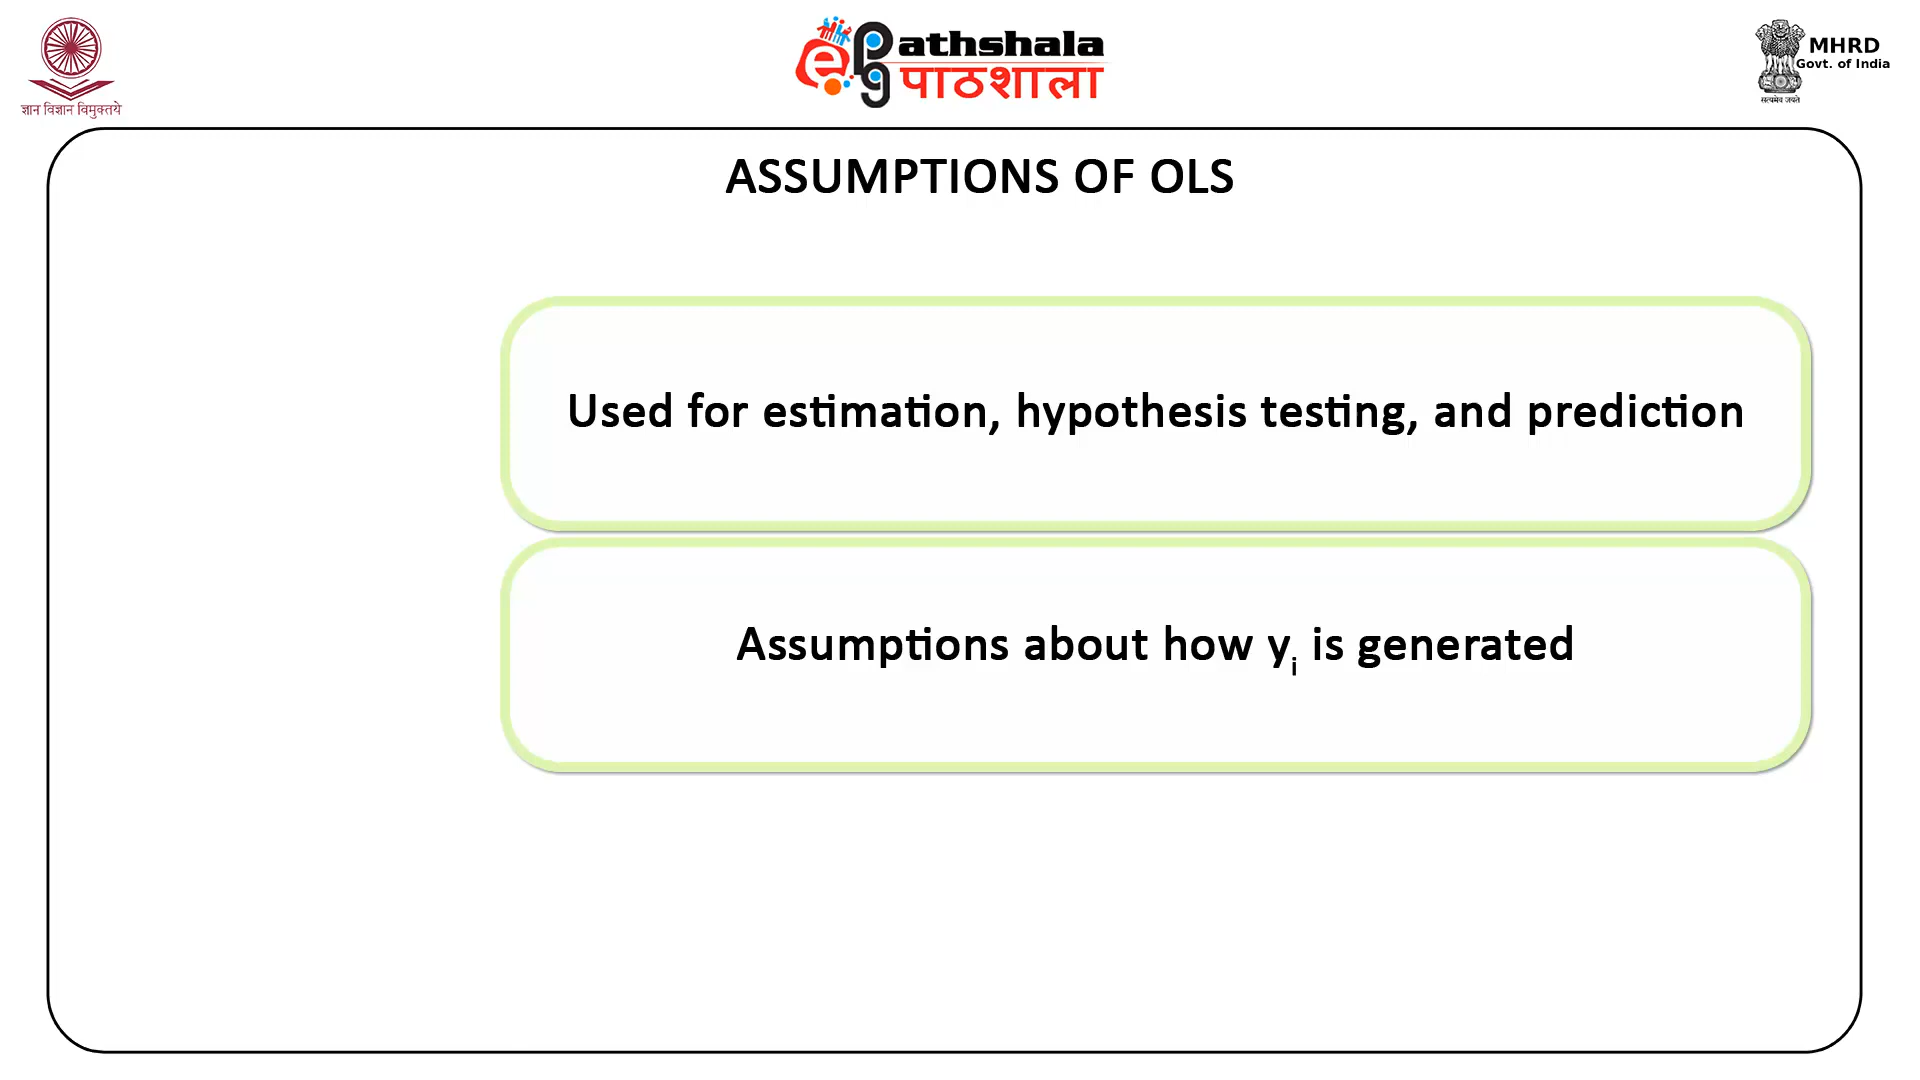 ज्ञान विज्ञान विमुक्तये
ePathshala
पाठशाला
MHRD
Govt. of India
सत्यमेव जयते
ASSUMPTIONS OF OLS
Used for estimation, hypothesis testing, and prediction
Assumptions about how yᵢ is generated